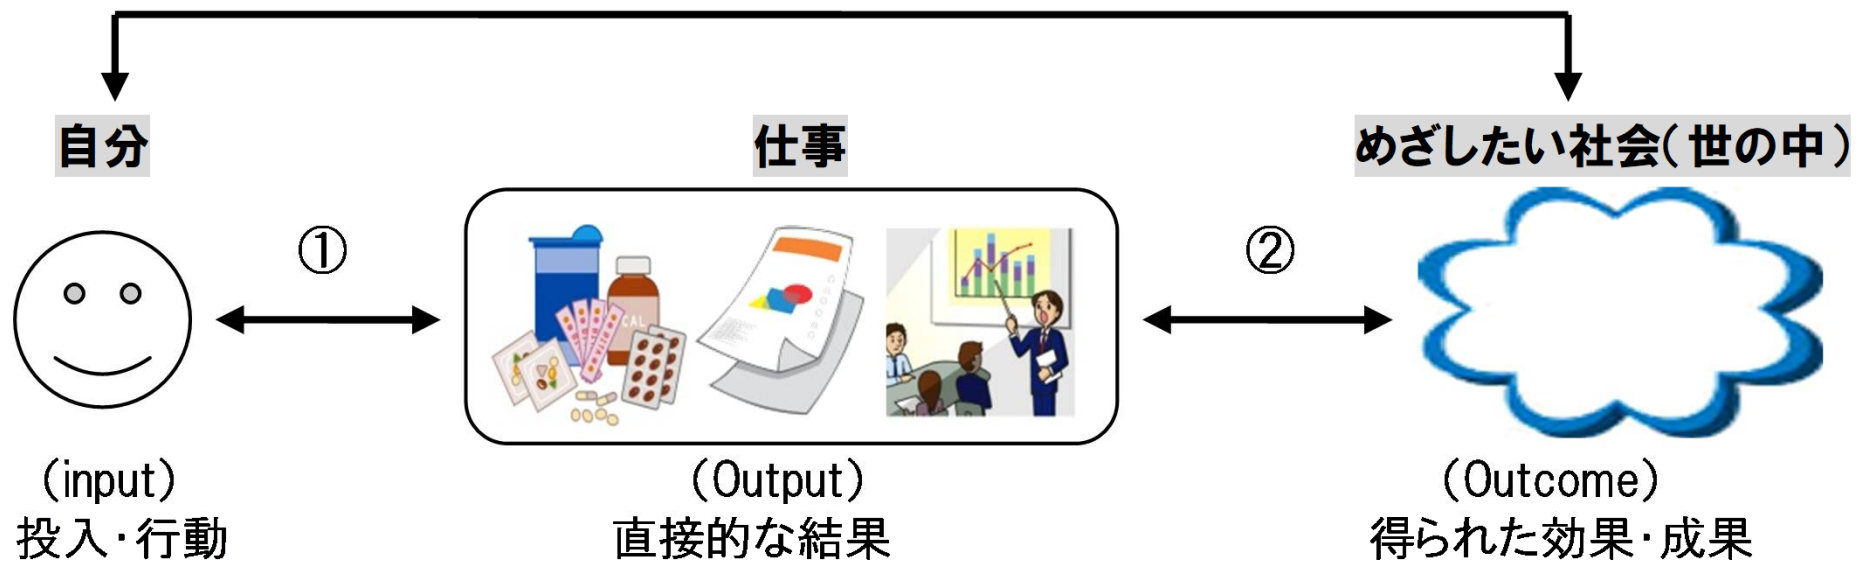 自分
仕事
めざしたい社会(世の中)
①
②
CAL
(input)
投入・行動
(Output)
直接的な結果
(Outcome)
得られた効果・成果